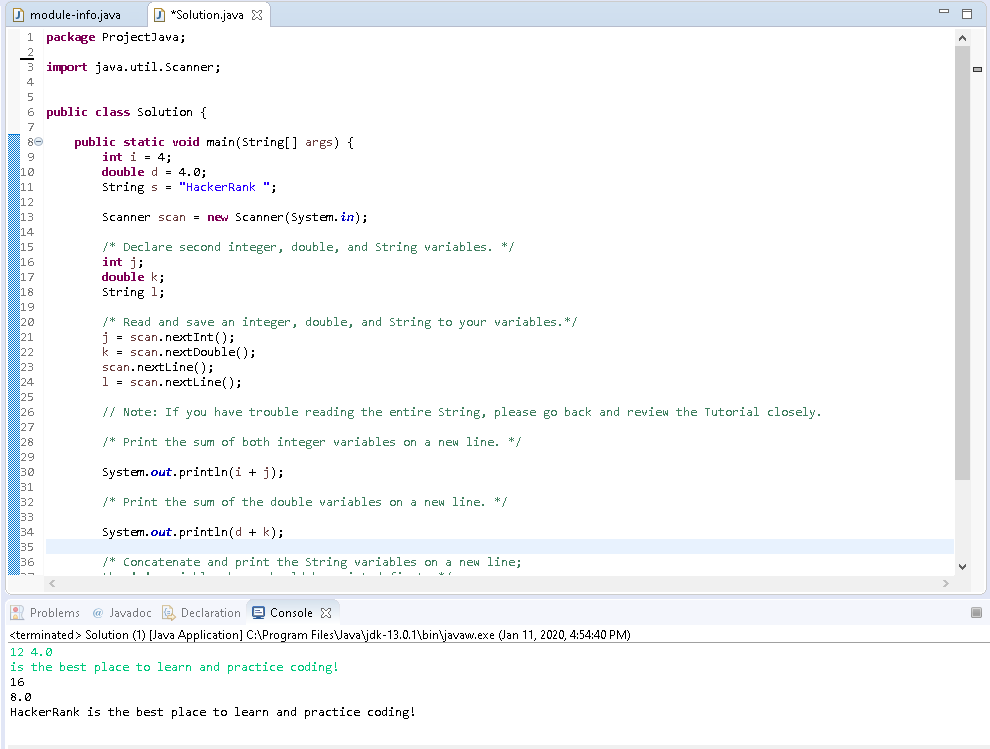 module-info.java
*Solution.java
1 package ProjectJava;
2
3 import java.util.Scanner;
4
5
6 public class Solution {
7
8 public static void main(String[] args) {
9 int i = 4;
10 double d = 4.0;
11 String s = "HackerRank ";
12
13 Scanner scan = new Scanner(System.in);
14
15 /* Declare second integer, double, and String variables. */
16 int j;
17 double k;
18 String l;
19
20 /* Read and save an integer, double, and String to your variables.*/
21 j = scan.nextInt();
22 k = scan.nextDouble();
23 scan.nextLine();
24 l = scan.nextLine();
25
26 // Note: If you have trouble reading the entire String, please go back and review the Tutorial closely.
27
28 /* Print the sum of both integer variables on a new line. */
29
30 System.out.println(i + j);
31
32 /* Print the sum of the double variables on a new line. */
33
34 System.out.println(d + k);
35
36 /* Concatenate and print the String variables on a new line;
Problems @ Javadoc Declaration Console
<terminated> Solution (1) [Java Application] C:\Program Files\Java\jdk-13.0.1\bin\javaw.exe (Jan 11, 2020, 4:54:40 PM)
12 4.0
is the best place to learn and practice coding!
16
8.0
HackerRank is the best place to learn and practice coding!